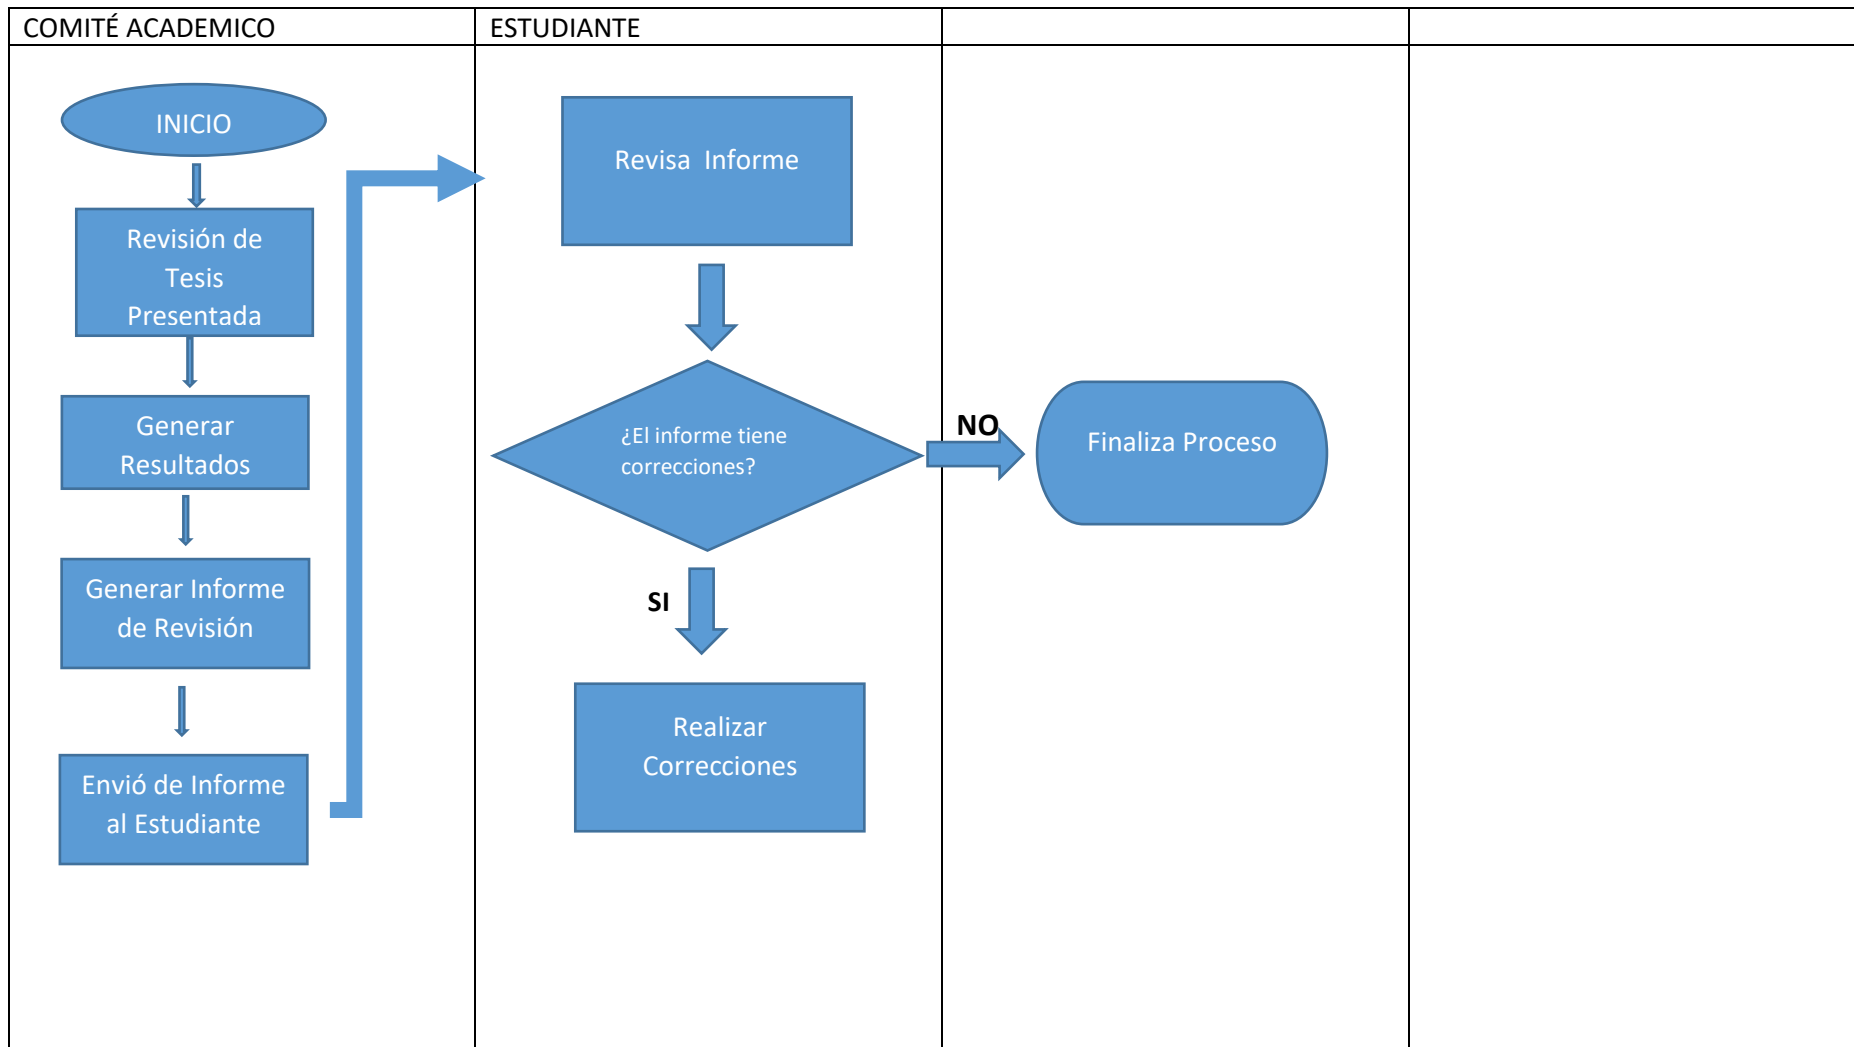 COMITÉ ACADEMICO
ESTUDIANTE
INICIO
Revisión de
Tesis
Presentada
Generar
Resultados
Generar Informe
de Revisión
Envió de Informe
al Estudiante
Revisa  Informe
¿El informe tiene
correcciones?
NO
Finaliza Proceso
SI
Realizar
Correcciones